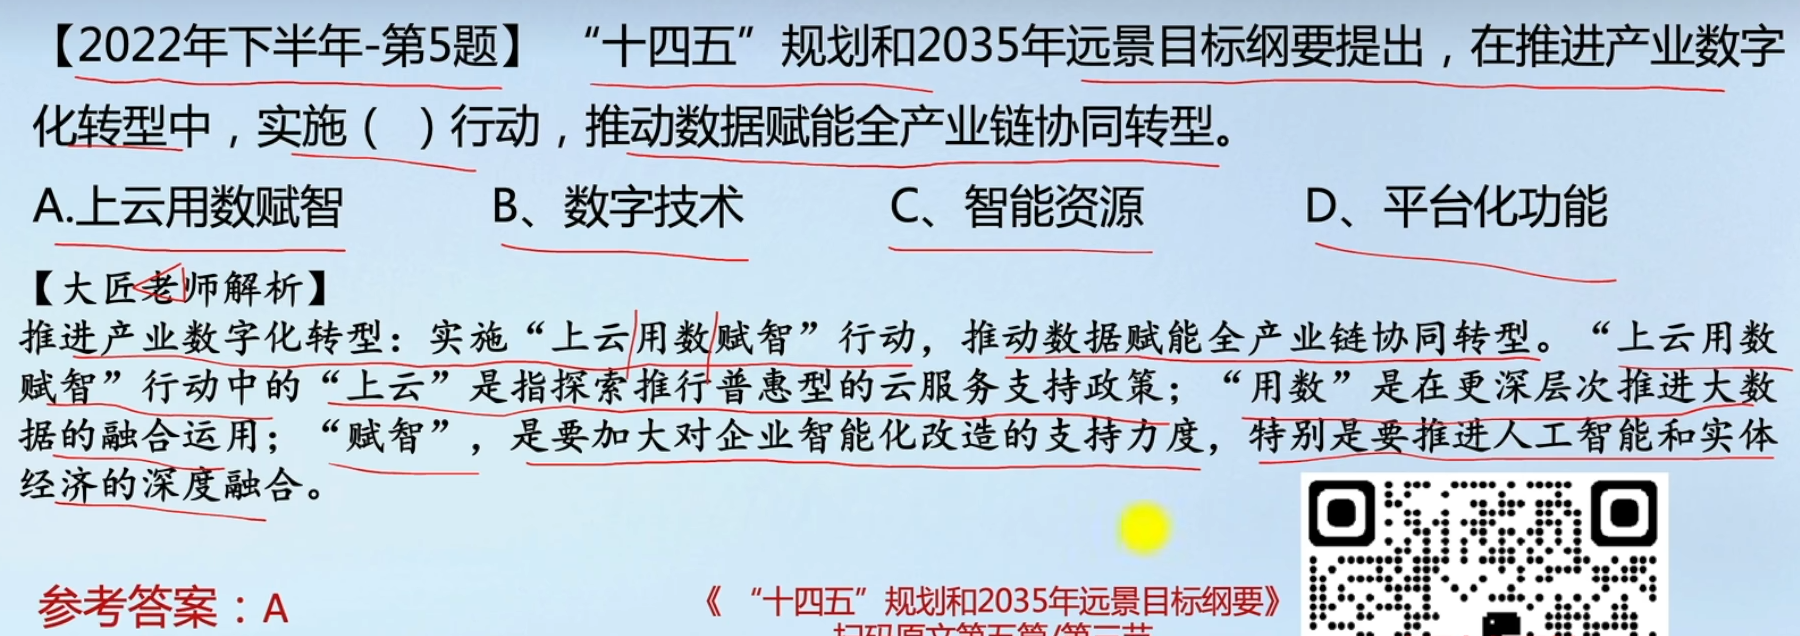 【2022年下半年-第5题】 “十四五”规划和2035年远景目标纲要提出，在推进产业数字
化转型中，实施（ ）行动，推动数据赋能全产业链协同转型。
A.上云用数赋智 B、数字技术 C、智能资源 D、平台化功能
【大匠老师解析】
推进产业数字化转型：实施“上云用数赋智”行动，推动数据赋能全产业链协同转型。“上云用数
赋智”行动中的“上云”是指探索推行普惠型的云服务支持政策；“用数”是在更深层次推进大数
据的融合运用；“赋智”，是要加大对企业智能化改造的支持力度，特别是要推进人工智能和实体
经济的深度融合。
参考答案：A
《“十四五”规划和2035年远景目标纲要》